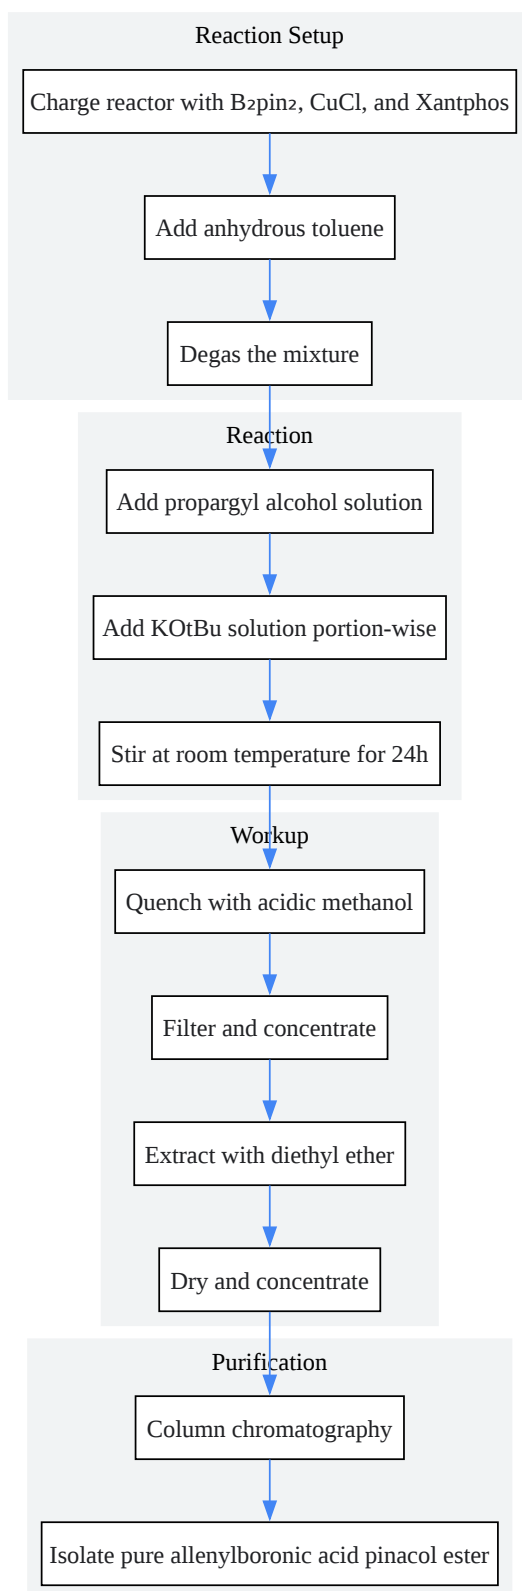 Reaction Setup
Charge reactor with B₂pin₂, CuCl, and Xantphos
Add anhydrous toluene
Degas the mixture
Reaction
Add propargyl alcohol solution
Add KOtBu solution portion-wise
Stir at room temperature for 24h
Workup
Quench with acidic methanol
Filter and concentrate
Extract with diethyl ether
Dry and concentrate
Purification
Column chromatography
Isolate pure allenylboronic acid pinacol ester